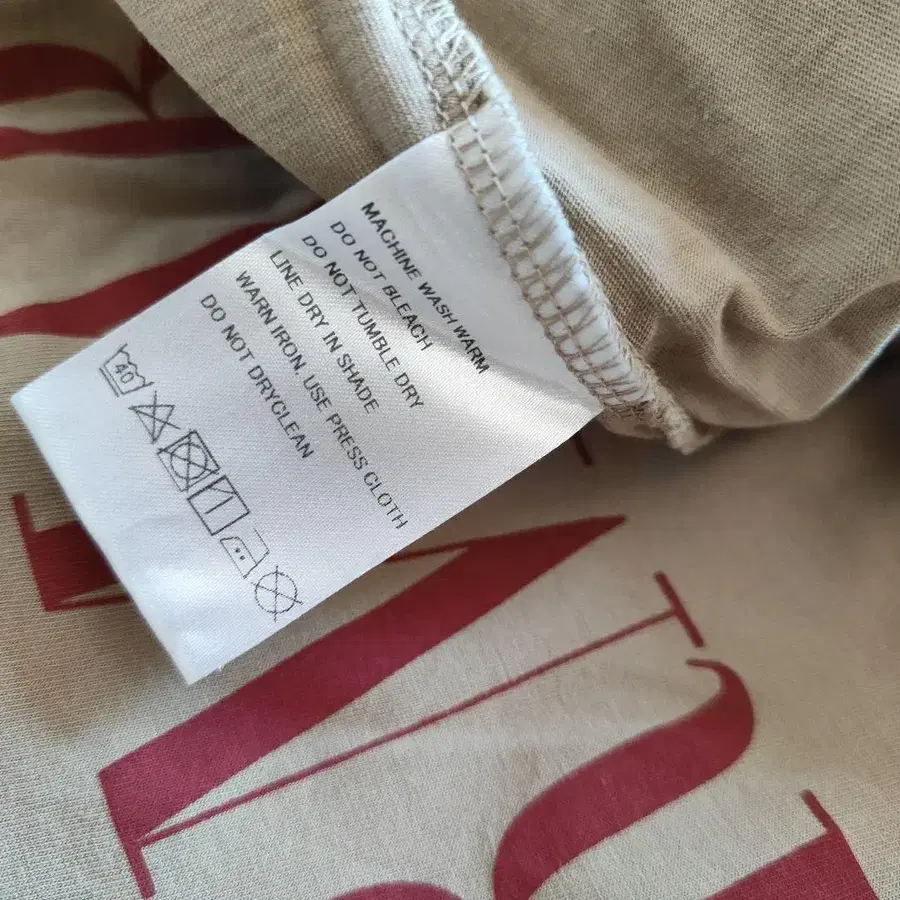 MACHINE WASH WARM
DO NOT BLEACH
DO NOT TUMBLE DRY
LINE DRY IN SHADE
WARN IRON, USE PRESS CLOTH
DO NOT DRYCLEAN
40